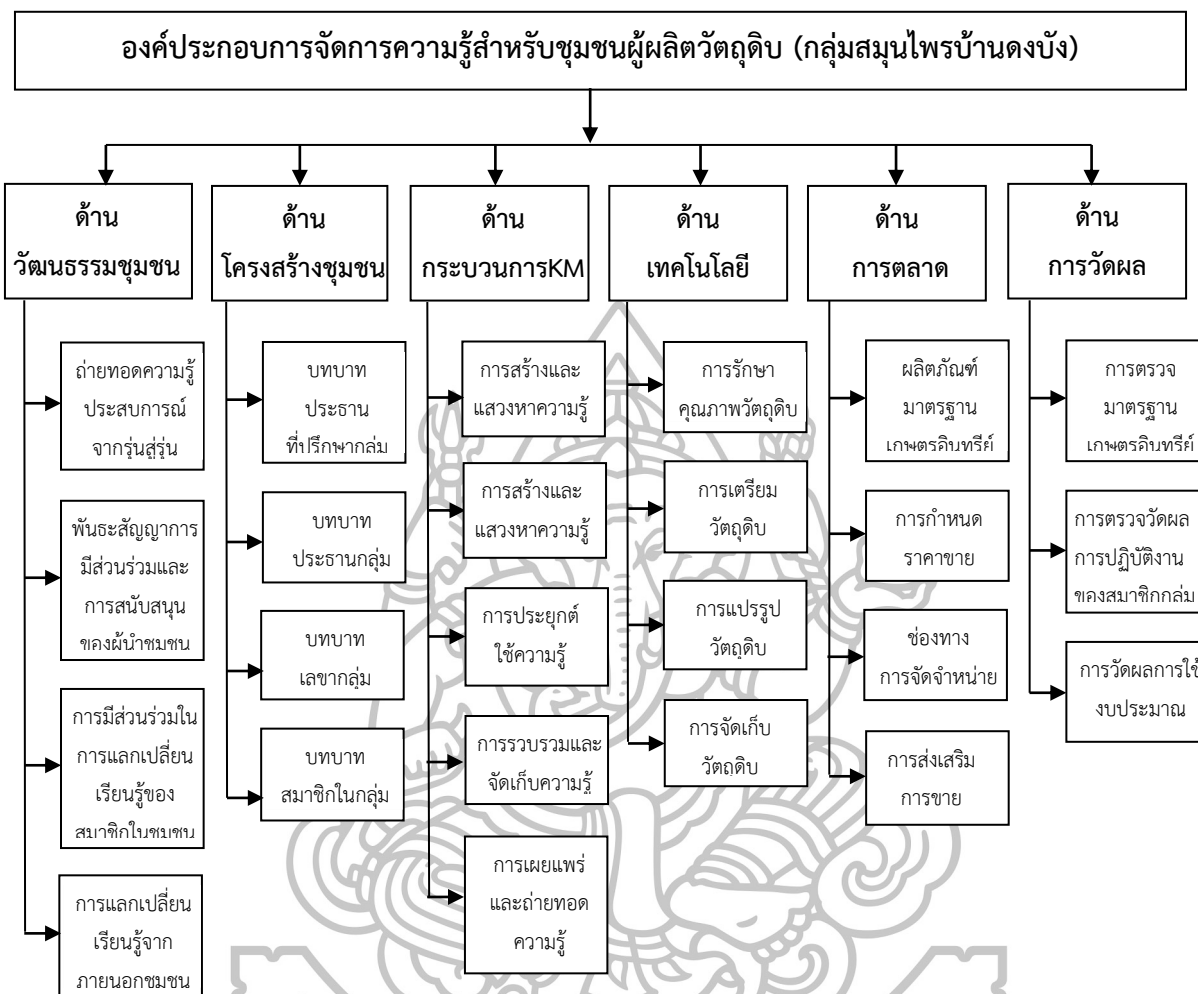 องค์ประกอบการจัดการความรู้สำหรับชุมชนผู้ผลิตวัตถุดิบ (กลุ่มสมุนไพรบ้านดงบัง)
ด้าน
วัฒนธรรมชุมชน
ด้าน
โครงสร้างชุมชน
ด้าน
กระบวนการKM
ด้าน
เทคโนโลยี
ด้าน
การตลาด
ด้าน
การวัดผล
ถ่ายทอดความรู้
ประสบการณ์
จากรุ่นสู่รุ่น
พันธะสัญญาการ
มีส่วนร่วมและ
การสนับสนุน
ของผู้นำชุมชน
การมีส่วนร่วมใน
การแลกเปลี่ยน
เรียนรู้ของ
สมาชิกในชุมชน
การแลกเปลี่ยน
เรียนรู้จาก
ภายนอกชุมชน
บทบาท
ประธาน
ที่ปรึกษากลุ่ม
บทบาท
ประธานกลุ่ม
บทบาท
เลขากลุ่ม
บทบาท
สมาชิกในกลุ่ม
การสร้างและ
แสวงหาความรู้
การสร้างและ
แสวงหาความรู้
การประยุกต์
ใช้ความรู้
การรวบรวมและ
จัดเก็บความรู้
การเผยแพร่
และถ่ายทอด
ความรู้
การรักษา
คุณภาพวัตถุดิบ
การเตรียม
วัตถุดิบ
การแปรรูป
วัตถุดิบ
การจัดเก็บ
วัตถุดิบ
ผลิตภัณฑ์
มาตรฐาน
เกษตรอินทรีย์
การกำหนด
ราคาขาย
ช่องทาง
การจัดจำหน่าย
การส่งเสริม
การขาย
การตรวจ
มาตรฐาน
เกษตรอินทรีย์
การตรวจวัดผล
การปฏิบัติงาน
ของสมาชิกกลุ่ม
การวัดผลการใช้
งบประมาณ